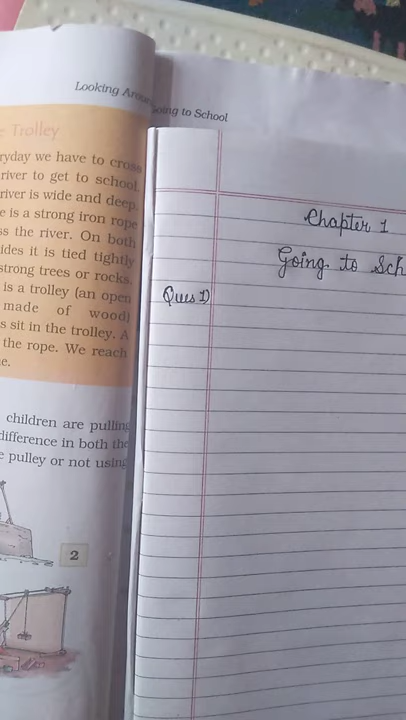 Looking Around
Going to School
Trolley
ryday we have to cross
river to get to school.
river is wide and deep.
e is a strong iron rope
ss the river. On both
ides it is tied tightly
strong trees or rocks.
is a trolley (an open
made of wood)
s sit in the trolley. A
the rope. We reach
e.
children are pulling
difference in both the
e pulley or not using
2
Chapter 1
Going to Sch
Ques 1)